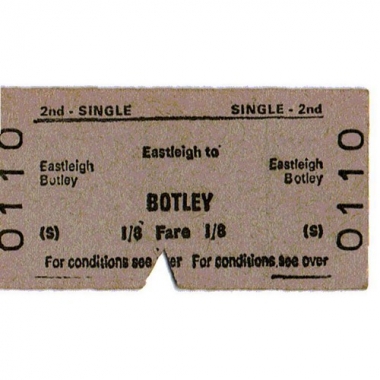 2nd - SINGLE SINGLE - 2nd
Eastleigh to
Eastleigh Eastleigh
Botley Botley
BOTLEY
(S) 1/8 Fare 1/8 (S)
For conditions see over For conditions see over
0110
0110